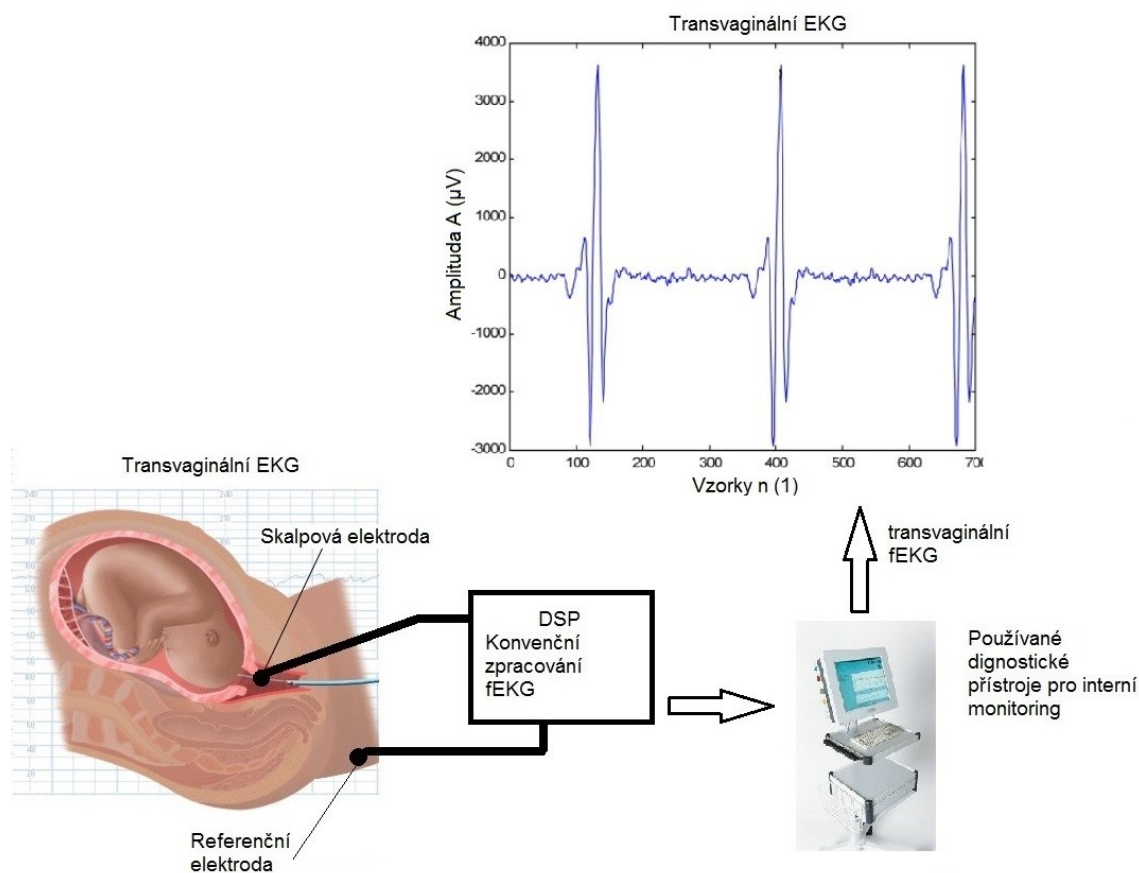 Transvaginální EKG
4000
3000
2000
1000
0
-1000
-2000
-3000
Amplituda A (µV)
0 100 200 300 400 500 600 70
Vzorky n (1)
Transvaginální EKG
Skalpová elektroda
Referenční
elektroda
DSP
Konvenční
zpracování
fEKG
transvaginální
fEKG
Používané
dignostické
přístroje pro interní
monitoring